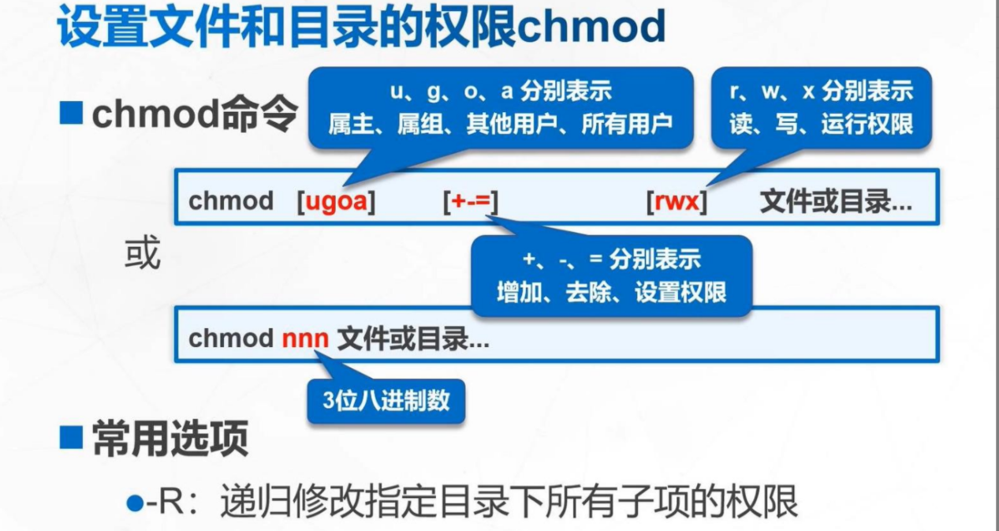 设置文件和目录的权限chmod
chmod命令
u、g、o、a 分别表示
属主、属组、其他用户、所有用户
r、w、x 分别表示
读、写、运行权限
chmod [ugoa] [+-=] [rwx] 文件或目录...
或
+、-、= 分别表示
增加、去除、设置权限
chmod nnn 文件或目录...
3位八进制数
常用选项
-R：递归修改指定目录下所有子项的权限